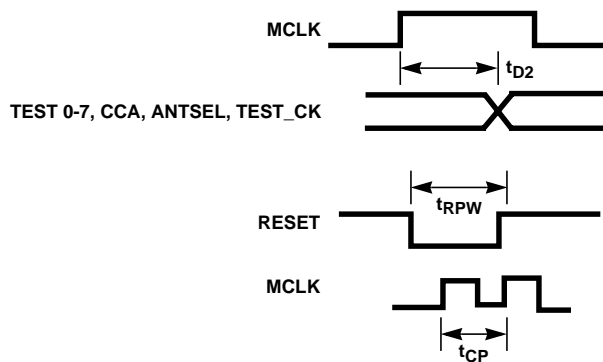 MCLK
tD2
TEST 0-7, CCA, ANTSEL, TEST_CK
tRPW
RESET
MCLK
tCP